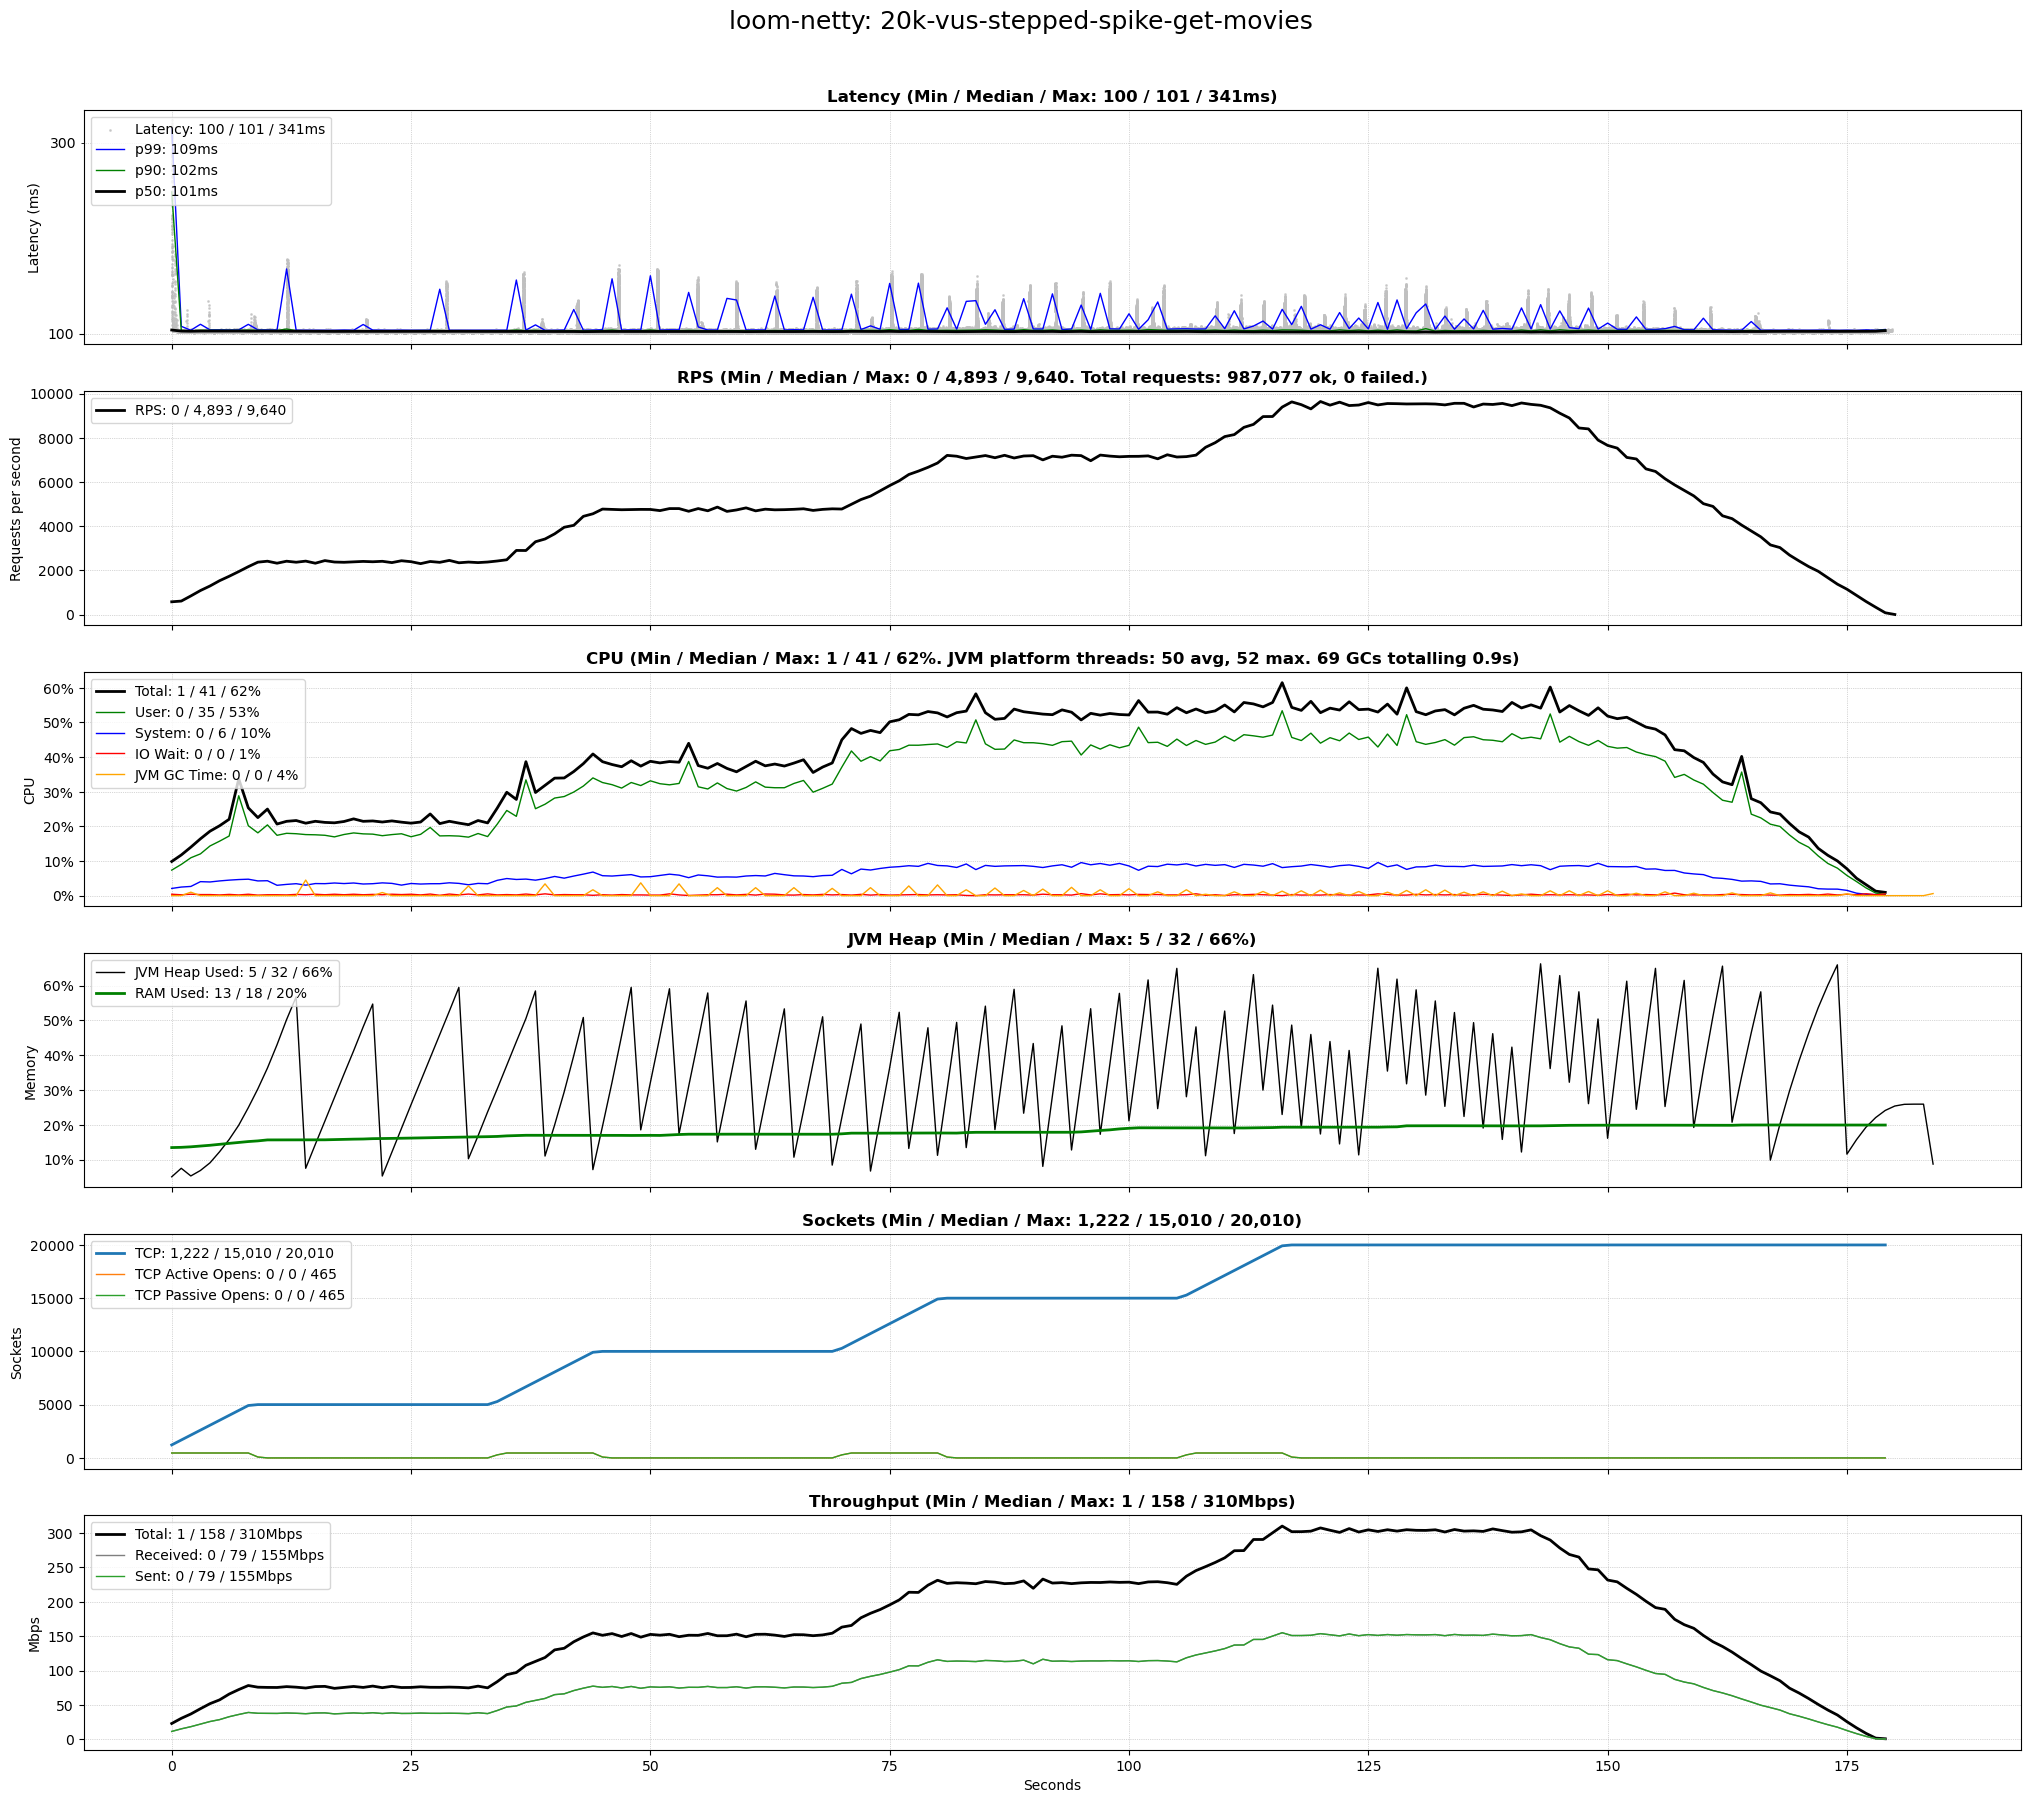 loom-netty: 20k-vus-stepped-spike-get-movies
Latency (Min / Median / Max: 100 / 101 / 341ms)
Latency: 100 / 101 / 341ms
p99: 109ms
p90: 102ms
p50: 101ms
300
100
Latency (ms)
RPS (Min / Median / Max: 0 / 4,893 / 9,640. Total requests: 987,077 ok, 0 failed.)
RPS: 0 / 4,893 / 9,640
10000
8000
6000
4000
2000
0
Requests per second
CPU (Min / Median / Max: 1 / 41 / 62%. JVM platform threads: 50 avg, 52 max. 69 GCs totalling 0.9s)
Total: 1 / 41 / 62%
User: 0 / 35 / 53%
System: 0 / 6 / 10%
IO Wait: 0 / 0 / 1%
JVM GC Time: 0 / 0 / 4%
60%
50%
40%
30%
20%
10%
0%
CPU
JVM Heap (Min / Median / Max: 5 / 32 / 66%)
JVM Heap Used: 5 / 32 / 66%
RAM Used: 13 / 18 / 20%
60%
50%
40%
30%
20%
10%
Memory
Sockets (Min / Median / Max: 1,222 / 15,010 / 20,010)
TCP: 1,222 / 15,010 / 20,010
TCP Active Opens: 0 / 0 / 465
TCP Passive Opens: 0 / 0 / 465
20000
15000
10000
5000
0
Sockets
Throughput (Min / Median / Max: 1 / 158 / 310Mbps)
Total: 1 / 158 / 310Mbps
Received: 0 / 79 / 155Mbps
Sent: 0 / 79 / 155Mbps
300
250
200
150
100
50
0
Mbps
0 25 50 75 100 125 150 175
Seconds